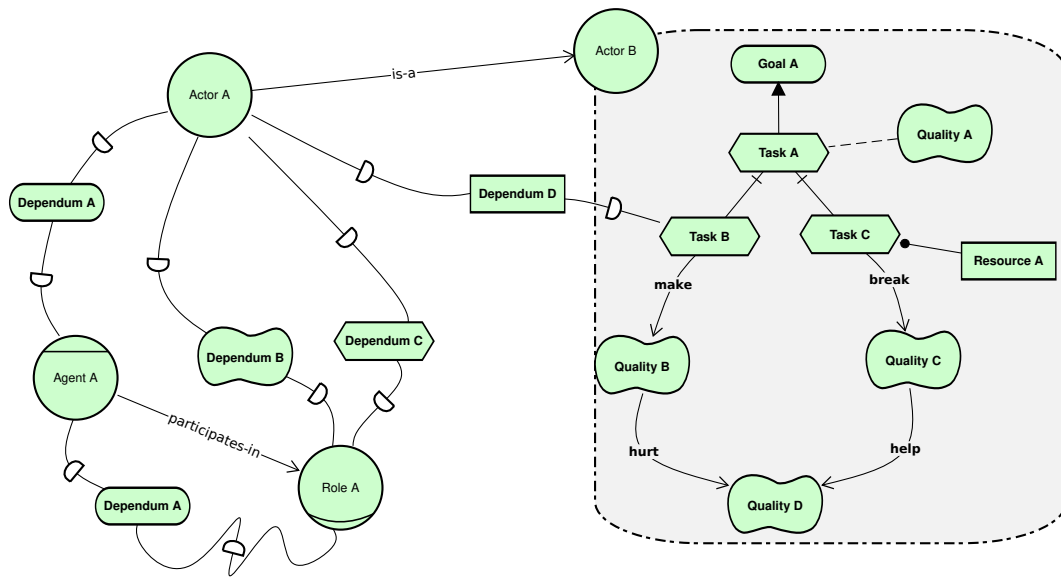 Actor B
Goal A
is-a
Actor A
Quality A
Task A
Dependum D
Dependum A
Task B
Task C
Resource A
make
break
Dependum C
Dependum B
Quality B
Quality C
Agent A
participates-in
hurt
help
Role A
Dependum A
Quality D